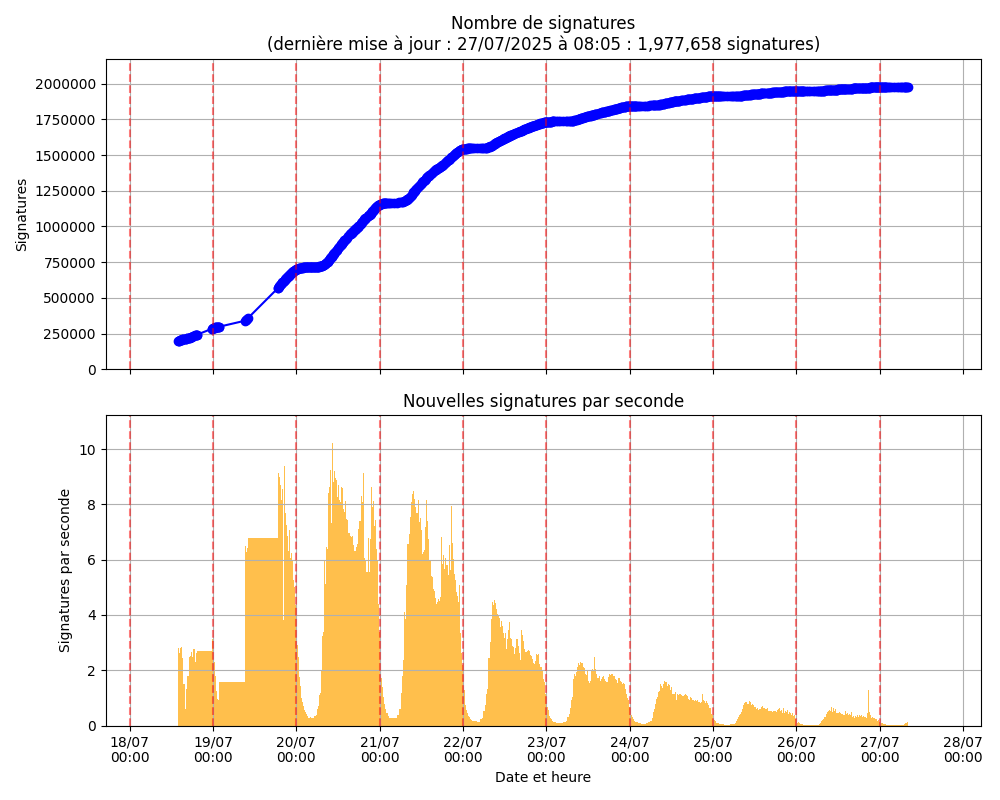 Nombre de signatures
(dernière mise à jour : 27/07/2025 à 08:05 : 1,977,658 signatures)
2000000
1750000
1500000
1250000
1000000
750000
500000
250000
0
Signatures
Nouvelles signatures par seconde
10
8
6
4
2
0
Signatures par seconde
18/07 19/07 20/07 21/07 22/07 23/07 24/07 25/07 26/07 27/07 28/07
00:00 00:00 00:00 00:00 00:00 00:00 00:00 00:00 00:00 00:00 00:00
Date et heure